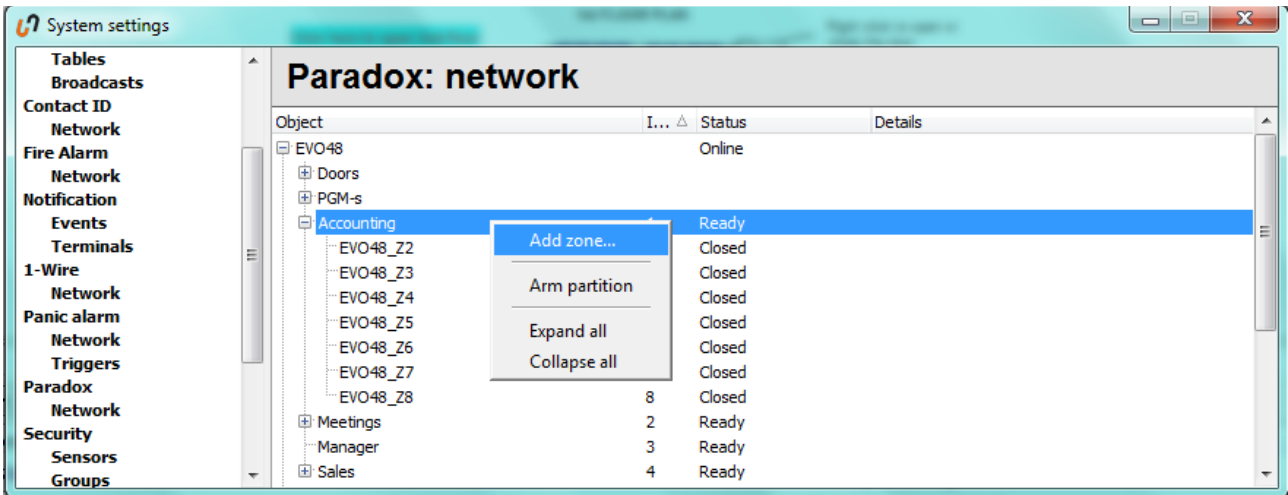 System settings
Tables
Broadcasts
Contact ID
Network
Fire Alarm
Network
Notification
Events
Terminals
1-Wire
Network
Panic alarm
Network
Triggers
Paradox
Network
Security
Sensors
Groups
Paradox: network
Object I... Status Details
EVO48 Online
Doors
PGM-s
Accounting Ready
EVO48_Z2 Closed
EVO48_Z3 Closed
EVO48_Z4 Closed
EVO48_Z5 Closed
EVO48_Z6 Closed
EVO48_Z7 Closed
EVO48_Z8 8 Closed
Meetings 2 Ready
Manager 3 Ready
Sales 4 Ready
Add zone...
Arm partition
Expand all
Collapse all